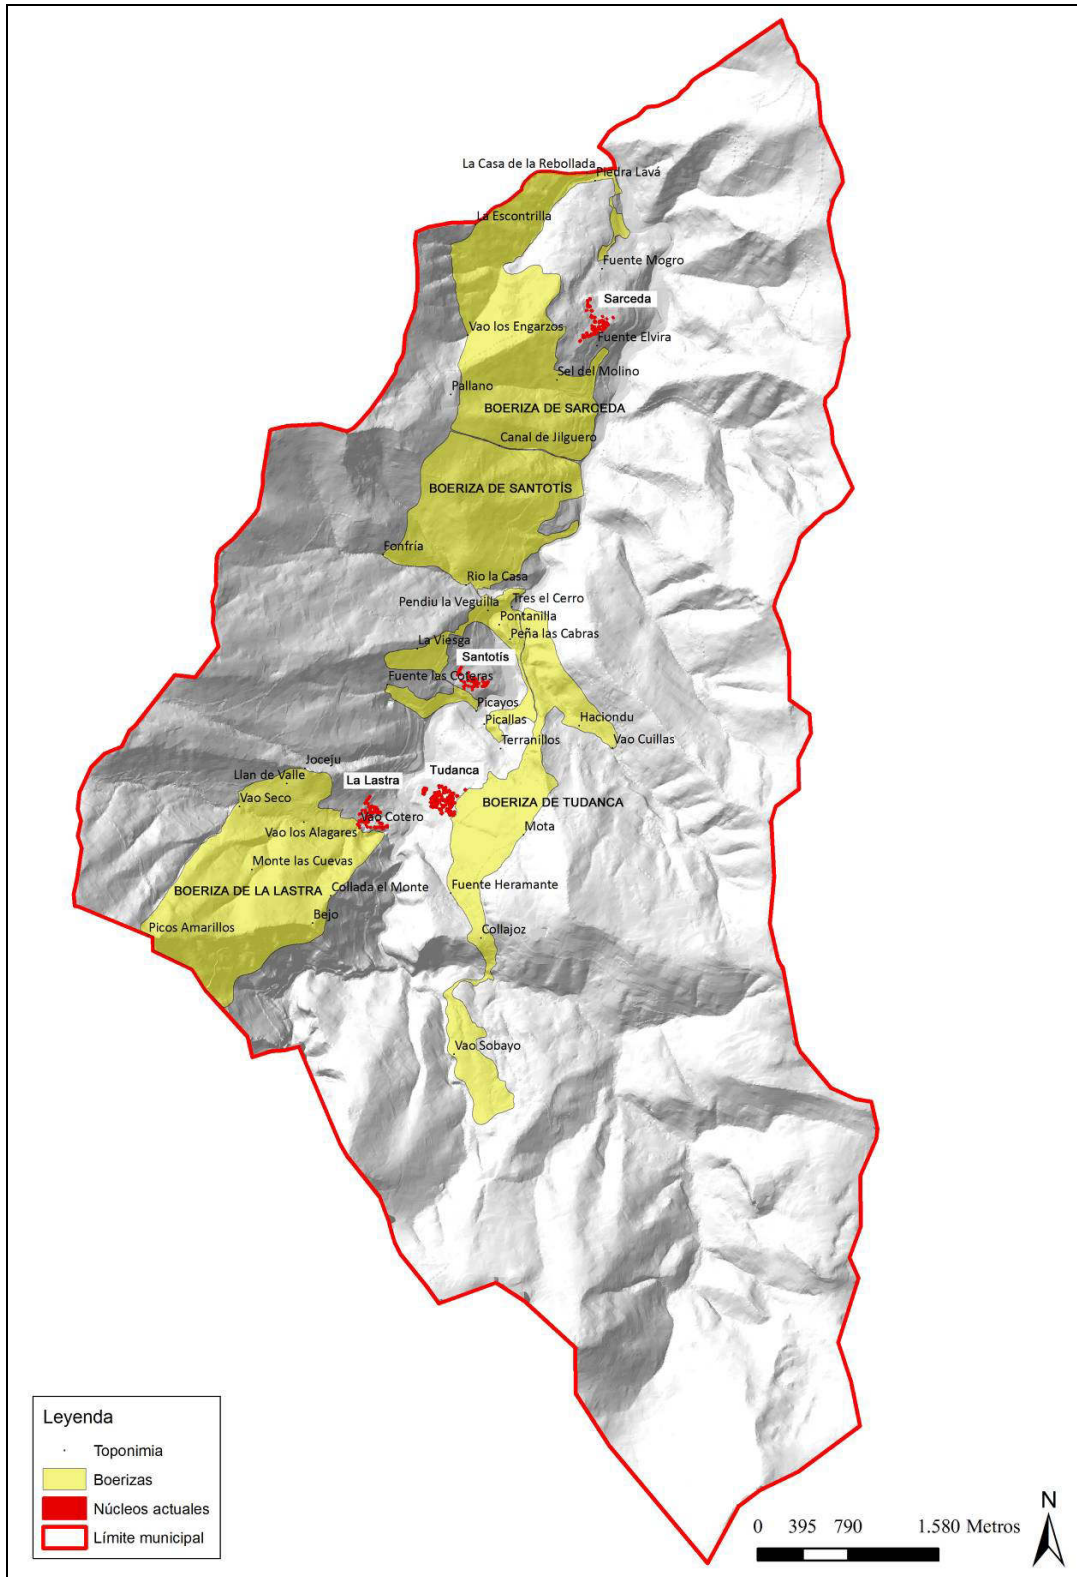 La Casa de la Rebollada
Piedra Lavá
La Escontrilla
Fuente Mogro
Sarceda
Vao los Engarzos
Fuente Elvira
Sel del Molino
Pallano
BOERIZA DE SARCEDA
Canal de Jilguero
BOERIZA DE SANTOTÍS
Fonfría
Rio la Casa
Tres el Cerro
Pendiu la Veguilla
Pontanilla
Peña las Cabras
La Viesga
Santotís
Fuente las Coteras
Picayos
Picallas
Haciondu
Terranillos
Vao Cuillas
Joceju
Llan de Valle
La Lastra
Tudanca
Vao Seco
BOERIZA DE TUDANCA
Vao Cotero
Vao los Alagares
Mota
Monte las Cuevas
BOERIZA DE LA LASTRA
Collada el Monte
Fuente Heramante
Bejo
Picos Amarillos
Collajoz
Vao Sobayo
Leyenda
Toponimia
Boerizas
Núcleos actuales
Límite municipal
N
0 395 790 1.580 Metros